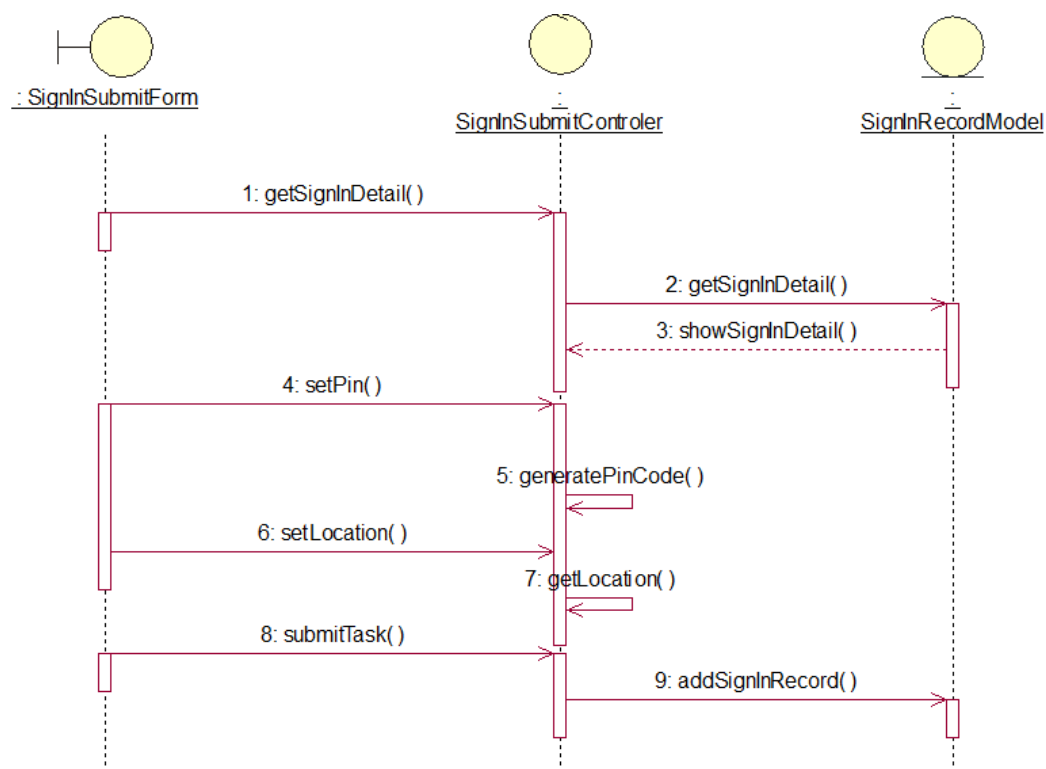 : SignInSubmitForm
:
SignInSubmitControler
:
SignInRecordModel
1: getSignInDetail( )
2: getSignInDetail( )
3: showSignInDetail( )
4: setPin( )
5: generatePinCode( )
6: setLocation( )
7: getLocation( )
8: submitTask( )
9: addSignInRecord( )